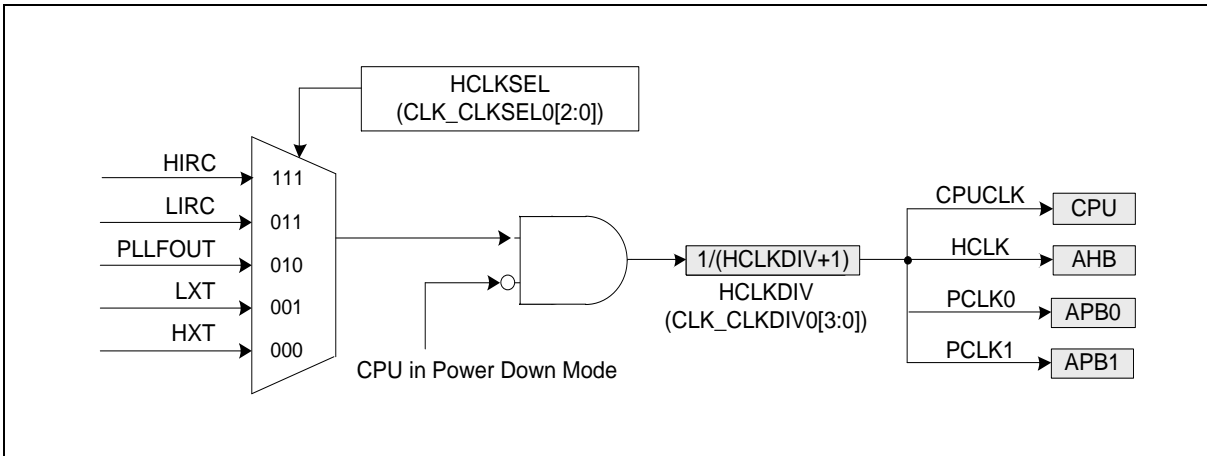 HCLKSEL
(CLK_CLKSEL0[2:0])
HIRC
111
LIRC
011
PLLFOUT
010
LXT
001
HXT
000
CPU in Power Down Mode
1/(HCLKDIV+1)
HCLKDIV
(CLK_CLKDIV0[3:0])
CPUCLK
CPU
HCLK
AHB
PCLK0
APB0
PCLK1
APB1